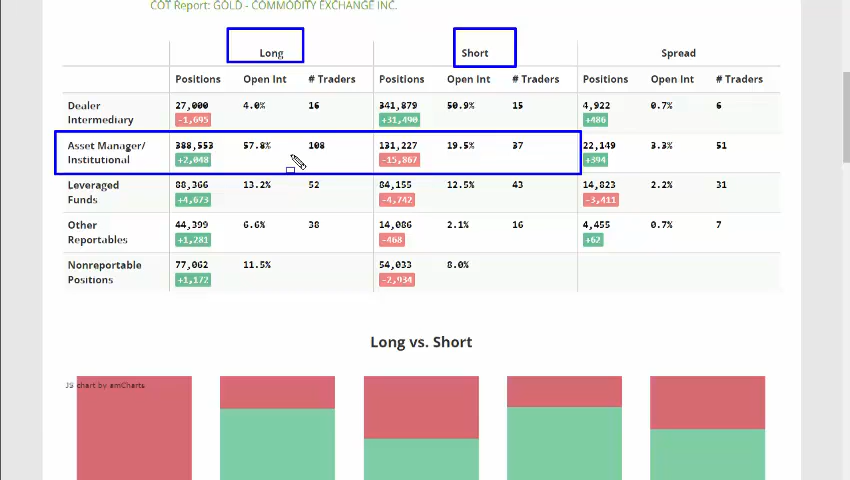 COT Report: GOLD - COMMODITY EXCHANGE INC.
Long Short Spread
Positions Open Int # Traders Positions Open Int # Traders Positions Open Int # Traders
Dealer Intermediary 27,000 -1,695 4.0% 16 341,879 +31,490 50.9% 15 4,922 +486 0.7% 6
Asset Manager/ Institutional 388,553 +2,048 57.8% 108 131,227 -15,867 19.5% 37 22,149 +394 3.3% 51
Leveraged Funds 88,366 +4,673 13.2% 52 84,155 -4,742 12.5% 43 14,823 -3,411 2.2% 31
Other Reportables 44,399 +1,281 6.6% 38 14,086 -468 2.1% 16 4,455 +62 0.7% 7
Nonreportable Positions 77,062 +1,172 11.5% 54,033 -2,934 8.0%
Long vs. Short
JS chart by amCharts